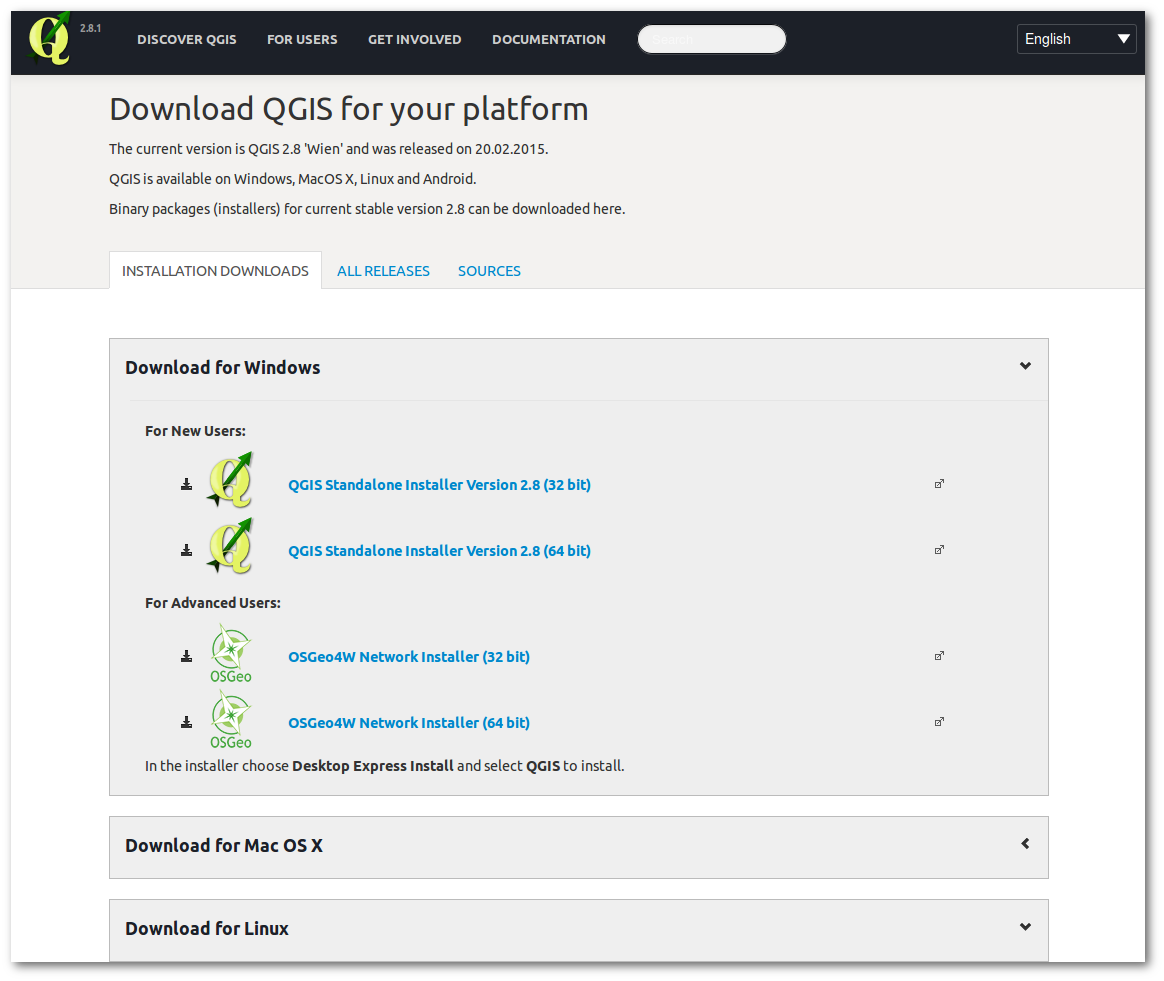 2.8.1
DISCOVER QGIS FOR USERS GET INVOLVED DOCUMENTATION Search English
Download QGIS for your platform
The current version is QGIS 2.8 'Wien' and was released on 20.02.2015.
QGIS is available on Windows, MacOS X, Linux and Android.
Binary packages (installers) for current stable version 2.8 can be downloaded here.
INSTALLATION DOWNLOADS ALL RELEASES SOURCES
Download for Windows
For New Users:
QGIS Standalone Installer Version 2.8 (32 bit)
QGIS Standalone Installer Version 2.8 (64 bit)
For Advanced Users:
OSGeo
OSGeo4W Network Installer (32 bit)
OSGeo
OSGeo4W Network Installer (64 bit)
In the installer choose Desktop Express Install and select QGIS to install.
Download for Mac OS X
Download for Linux